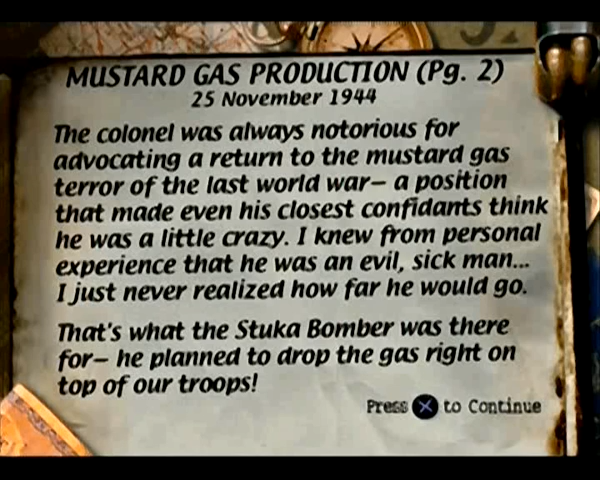 MUSTARD GAS PRODUCTION (Pg. 2)
25 November 1944
The colonel was always notorious for
advocating a return to the mustard gas
terror of the last world war– a position
that made even his closest confidants think
he was a little crazy. I knew from personal
experience that he was an evil, sick man...
I just never realized how far he would go.
That's what the Stuka Bomber was there
for– he planned to drop the gas right on
top of our troops!
Press X to Continue